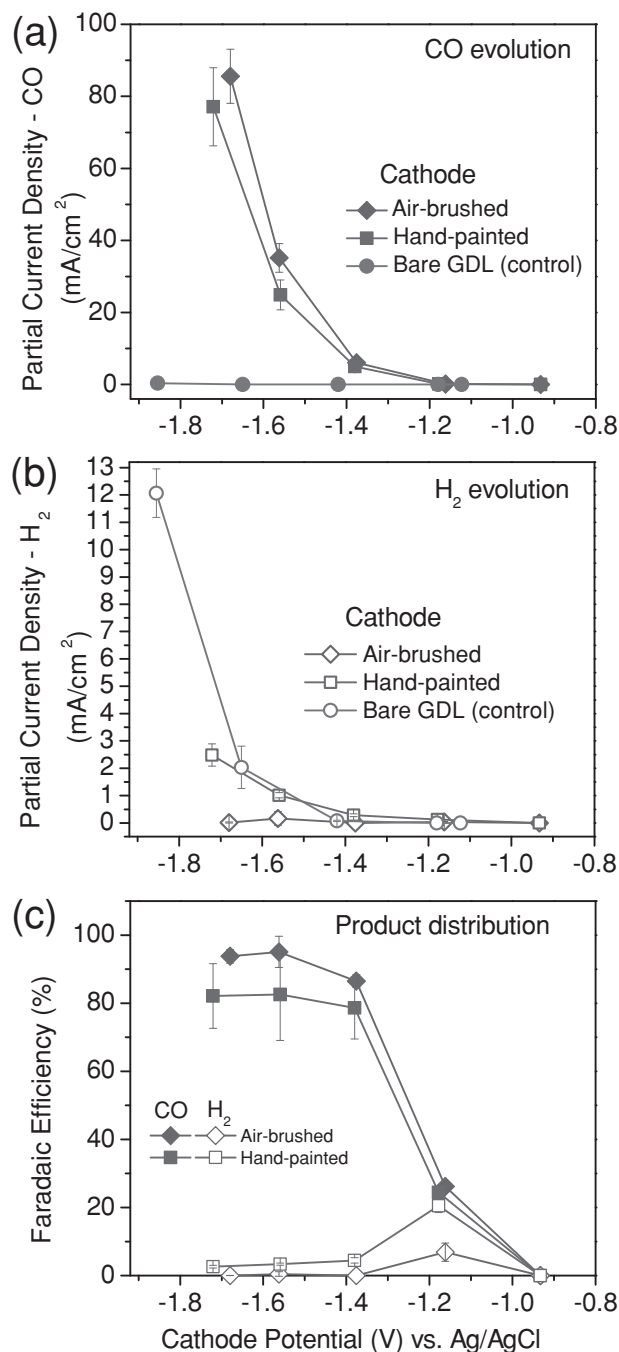 (a)
CO evolution
Partial Current Density - CO
(mA/cm²)
100
80
60
40
20
0
Cathode
Air-brushed
Hand-painted
Bare GDL (control)
-1.8 -1.6 -1.4 -1.2 -1.0 -0.8
(b)
H₂ evolution
Partial Current Density - H₂
(mA/cm²)
13
12
11
10
9
8
7
6
5
4
3
2
1
0
Cathode
Air-brushed
Hand-painted
Bare GDL (control)
-1.8 -1.6 -1.4 -1.2 -1.0 -0.8
(c)
Product distribution
Faradaic Efficiency (%)
100
80
60
40
20
0
CO H₂
Air-brushed
Hand-painted
-1.8 -1.6 -1.4 -1.2 -1.0 -0.8
Cathode Potential (V) vs. Ag/AgCl